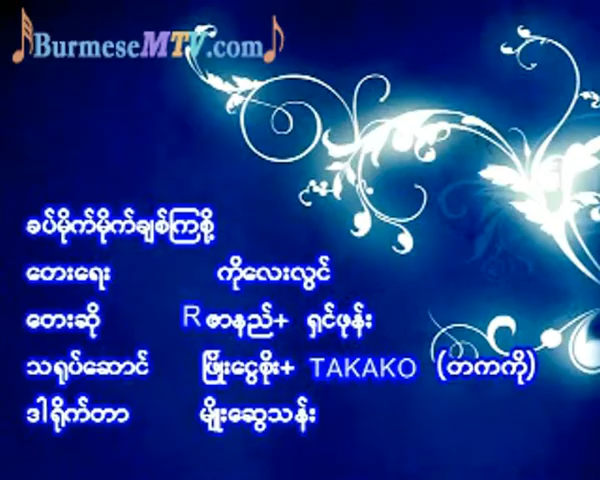 BurmeseMTV.com
ခပ်မိုက်မိုက်ချစ်ကြစို့
တေးရေး ကိုလေးလွင်
တေးဆို R ဇာနည်+ ရှင်ဖုန်း
သရုပ်ဆောင် ဖြိုးငွေစိုး+ TAKAKO (တကကို)
ဒါရိုက်တာ မျိုးဆွေသန်း